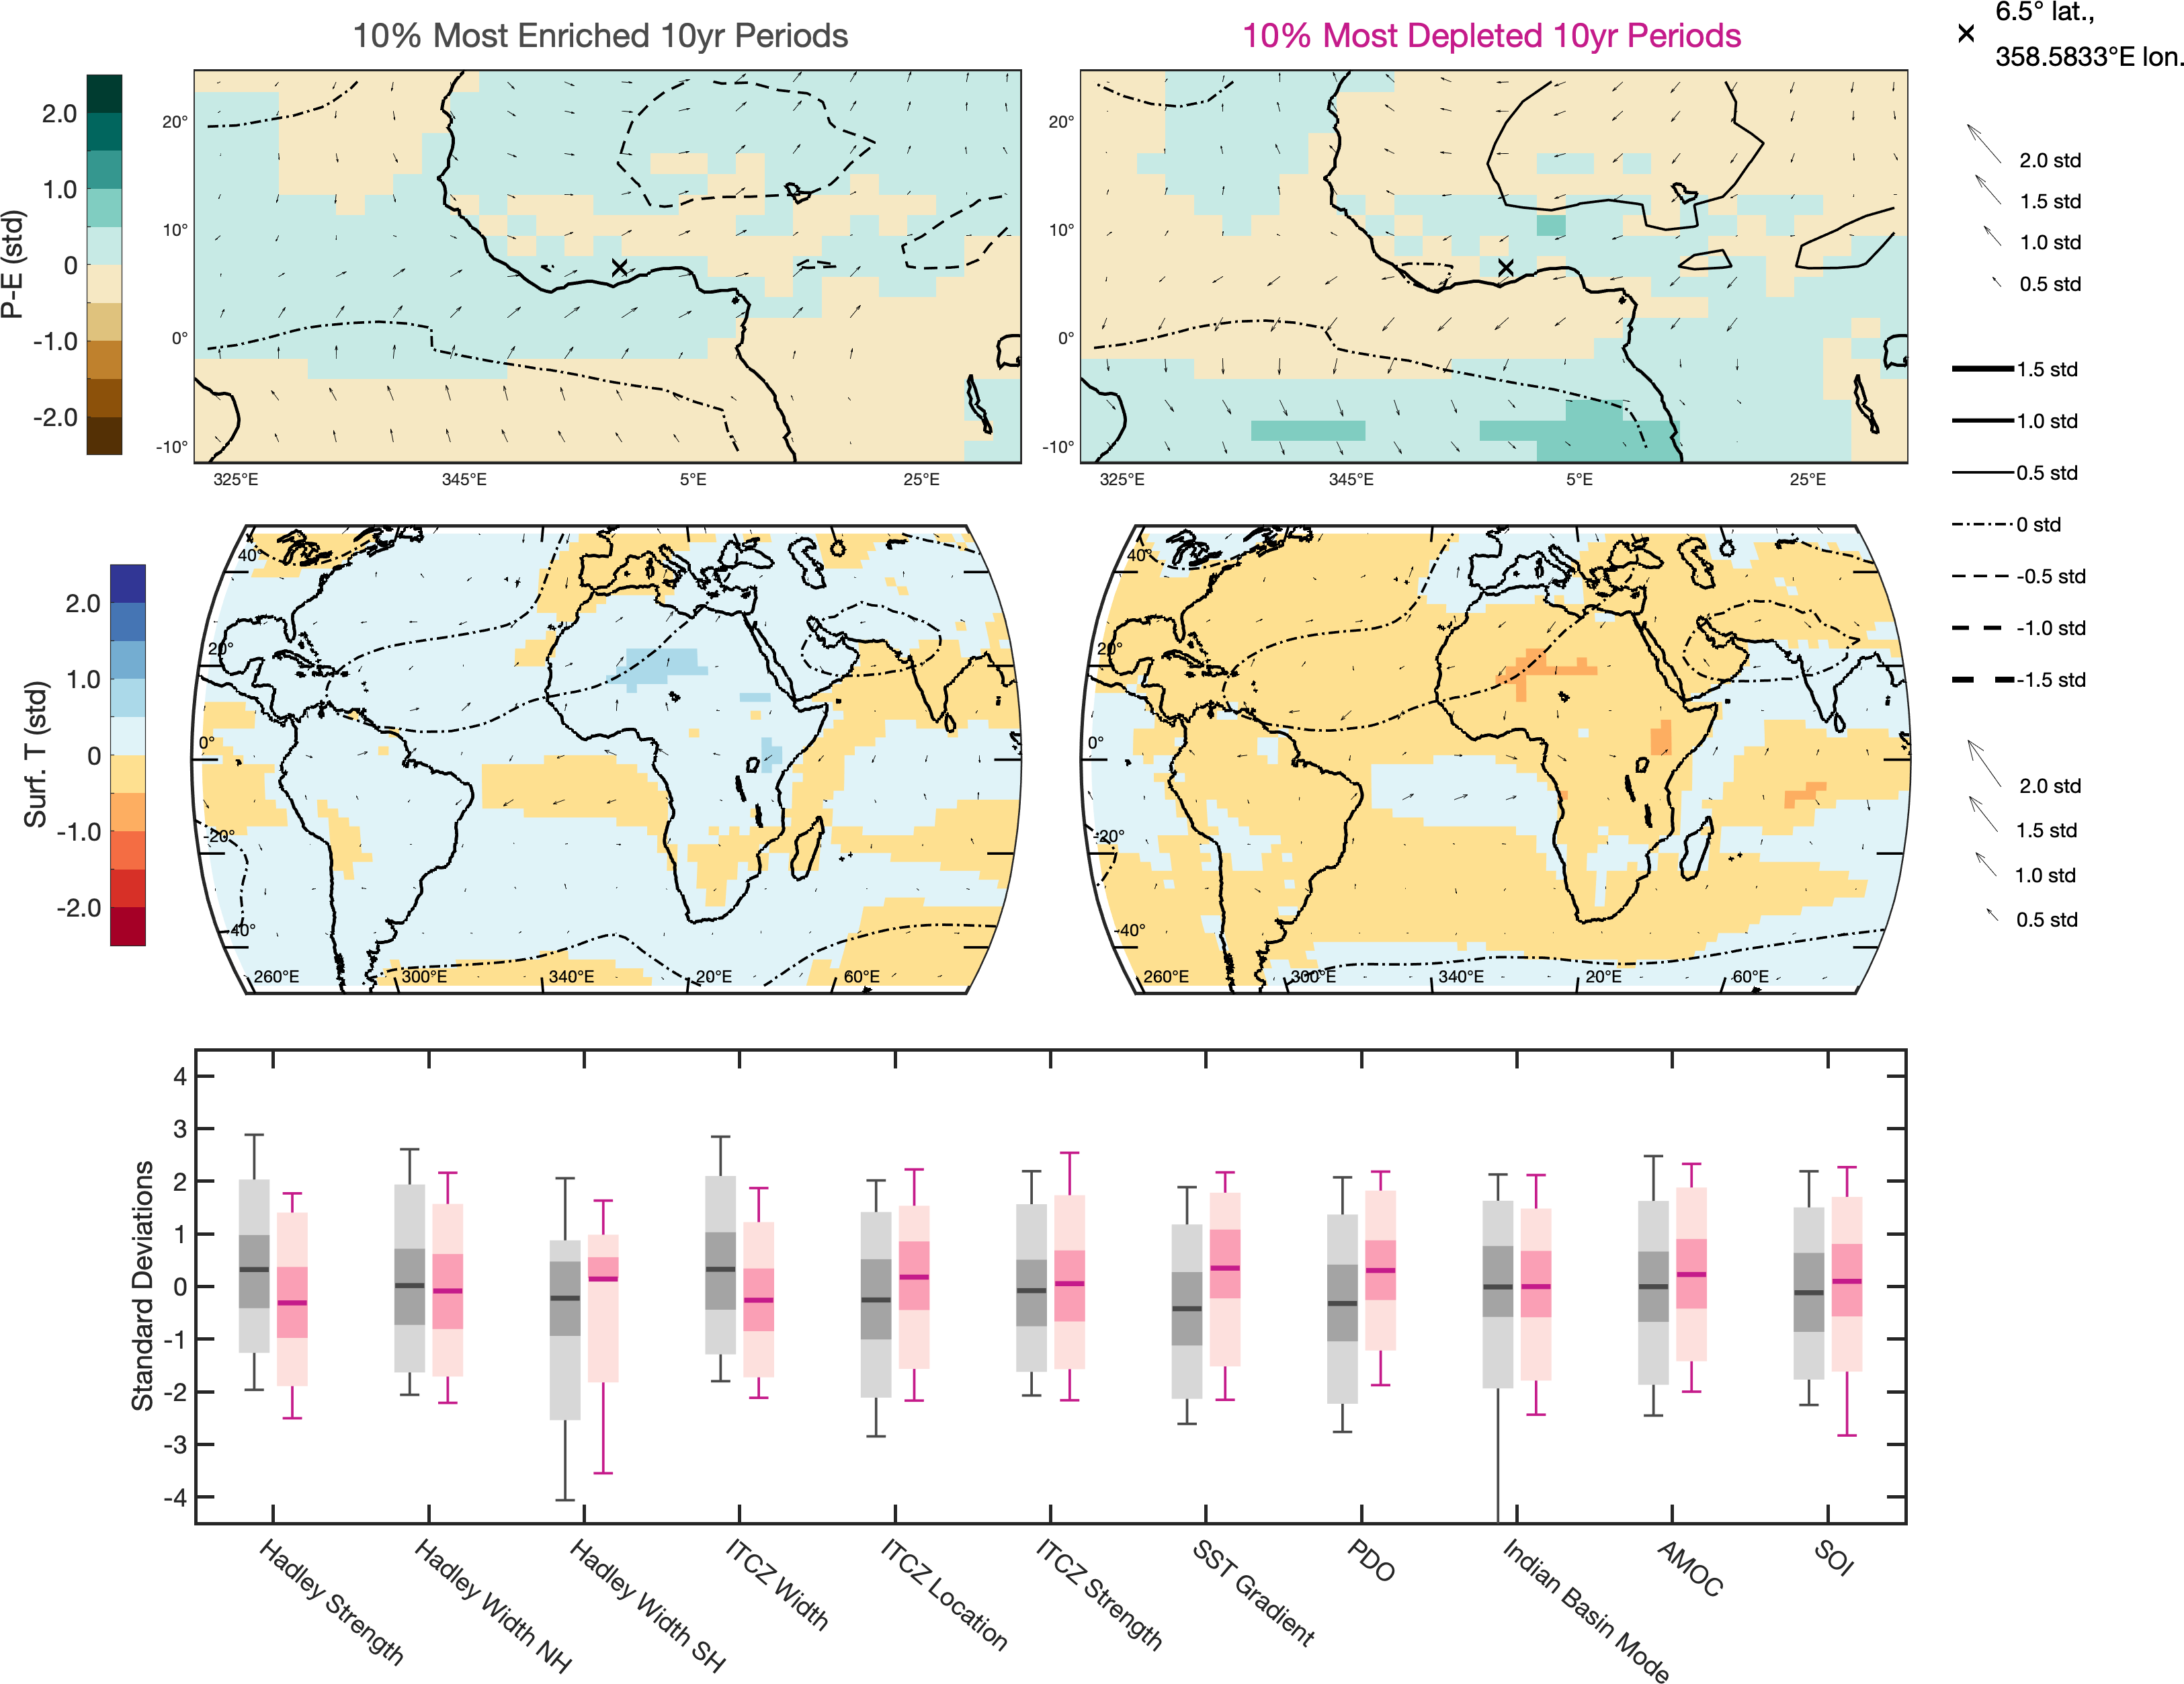 10% Most Enriched 10yr Periods
10% Most Depleted 10yr Periods
6.5° lat.,
358.5833°E lon.
P-E (std)
2.0
1.0
0
-1.0
-2.0
20°
10°
0°
-10°
325°E
345°E
5°E
25°E
20°
10°
0°
-10°
325°E
345°E
5°E
25°E
2.0 std
1.5 std
1.0 std
0.5 std
1.5 std
1.0 std
0.5 std
0 std
-0.5 std
-1.0 std
-1.5 std
Surf. T (std)
2.0
1.0
0
-1.0
-2.0
40°
20°
0°
-20°
-40°
260°E
300°E
340°E
20°E
60°E
40°
20°
0°
-20°
-40°
260°E
300°E
340°E
20°E
60°E
2.0 std
1.5 std
1.0 std
0.5 std
Standard Deviations
4
3
2
1
0
-1
-2
-3
-4
Hadley Strength
Hadley Width NH
Hadley Width SH
ITCZ Width
ITCZ Location
ITCZ Strength
SST Gradient
PDO
Indian Basin Mode
AMOC
SOI